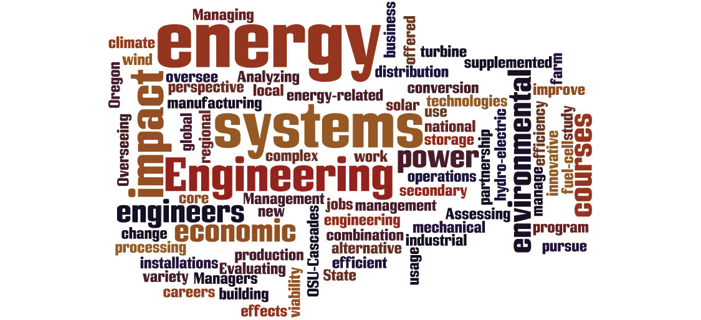 Managing
energy
business
offered
climate
wind
turbine
supplemented
farm
Oregon
oversee
Analyzing
distribution
perspective
local
energy-related
conversion
improve
impact
manufacturing
solar
technologies
environmental
efficiency
study
Overseeing
global
regional
systems
use
national
storage
partnership
hydro-electric
manage
innovative
fuel-cell
courses
complex
work
power
Engineering
operations
secondary
core
Management
jobs
management
Assessing
engineers
new
OSU-Cascades
engineering
mechanical
program
change
economic
combination
industrial
pursue
processing
alternative
usage
production
efficient
installations
Evaluating
viability
State
variety
Managers
careers
building
effects